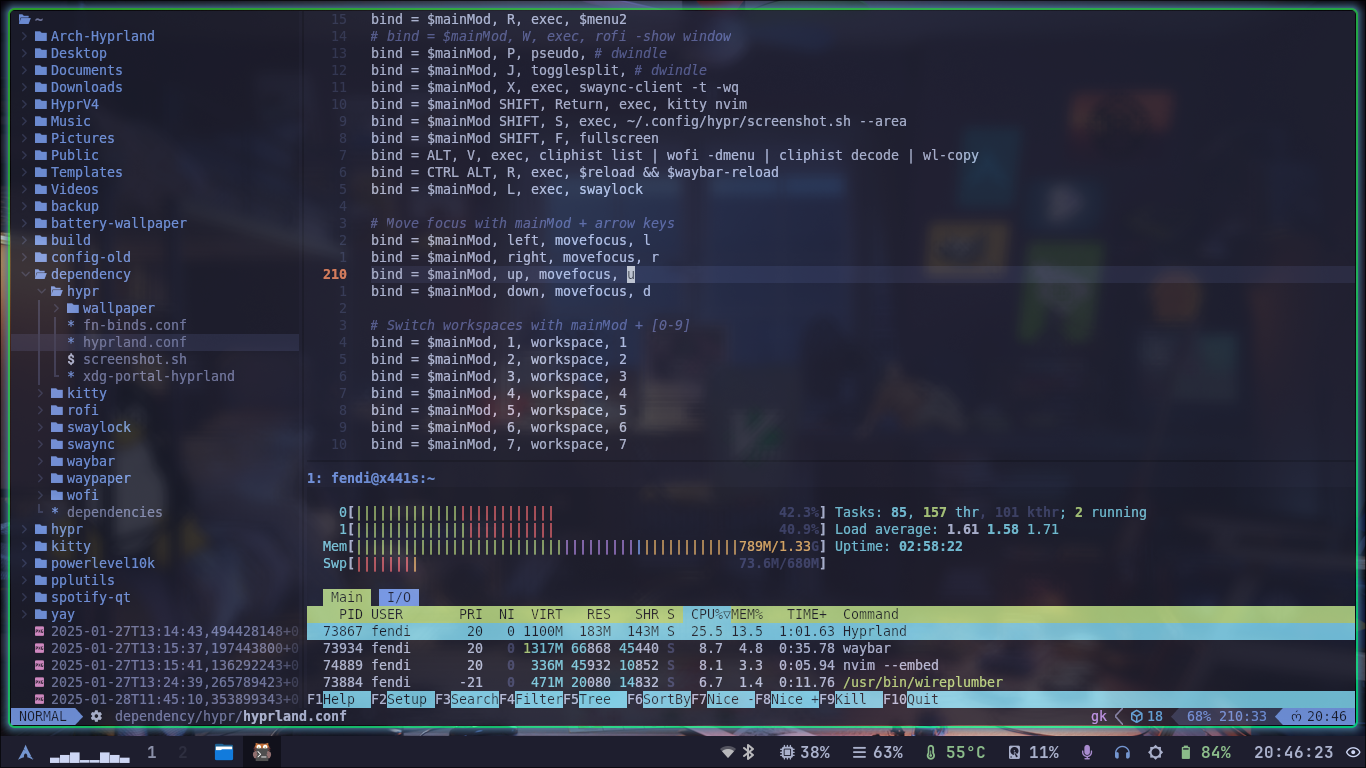 ~
Arch-Hyprland
Desktop
Documents
Downloads
HyprV4
Music
Pictures
Public
Templates
Videos
backup
battery-wallpaper
build
config-old
dependency
hypr
wallpaper
* fn-binds.conf
* hyprland.conf
$ screenshot.sh
* xdg-portal-hyprland
kitty
rofi
swaylock
swaync
waybar
waypaper
wofi
* dependencies
hypr
kitty
powerlevel10k
pplutils
spotify-qt
yay
2025-01-27T13:14:43,494428148+0
2025-01-27T13:15:37,197443800+0
2025-01-27T13:15:41,136292243+0
2025-01-27T13:24:39,265789423+0
2025-01-28T11:45:10,353899343+0
15 bind = $mainMod, R, exec, $menu2
14 # bind = $mainMod, W, exec, rofi -show window
13 bind = $mainMod, P, pseudo, # dwindle
12 bind = $mainMod, J, togglesplit, # dwindle
11 bind = $mainMod, X, exec, swaync-client -t -wq
10 bind = $mainMod SHIFT, Return, exec, kitty nvim
9 bind = $mainMod SHIFT, S, exec, ~/.config/hypr/screenshot.sh --area
8 bind = $mainMod SHIFT, F, fullscreen
7 bind = ALT, V, exec, cliphist list | wofi -dmenu | cliphist decode | wl-copy
6 bind = CTRL ALT, R, exec, $reload && $waybar-reload
5 bind = $mainMod, L, exec, swaylock
4
3 # Move focus with mainMod + arrow keys
2 bind = $mainMod, left, movefocus, l
1 bind = $mainMod, right, movefocus, r
210 bind = $mainMod, up, movefocus, u
1 bind = $mainMod, down, movefocus, d
2
3 # Switch workspaces with mainMod + [0-9]
4 bind = $mainMod, 1, workspace, 1
5 bind = $mainMod, 2, workspace, 2
6 bind = $mainMod, 3, workspace, 3
7 bind = $mainMod, 4, workspace, 4
8 bind = $mainMod, 5, workspace, 5
9 bind = $mainMod, 6, workspace, 6
10 bind = $mainMod, 7, workspace, 7
1: fendi@x441s:~
0[ 42.3%] Tasks: 85, 157 thr, 101 kthr; 2 running
1[ 40.9%] Load average: 1.61 1.58 1.71
Mem[ 789M/1.33G] Uptime: 02:58:22
Swp[ 73.6M/680M]
Main I/O
PID USER PRI NI VIRT RES SHR S CPU%▽MEM% TIME+ Command
73867 fendi 20 0 1100M 183M 143M S 25.5 13.5 1:01.63 Hyprland
73934 fendi 20 0 1317M 66868 45440 S 8.7 4.8 0:35.78 waybar
74889 fendi 20 0 336M 45932 10852 S 8.1 3.3 0:05.94 nvim --embed
73884 fendi -21 0 471M 20080 14832 S 6.7 1.4 0:11.76 /usr/bin/wireplumber
F1Help F2Setup F3SearchF4FilterF5Tree F6SortByF7Nice -F8Nice +F9Kill F10Quit
NORMAL dependency/hypr/hyprland.conf gk 18 68% 210:33 20:46
1 2 38% 63% 55°C 11% 84% 20:46:23